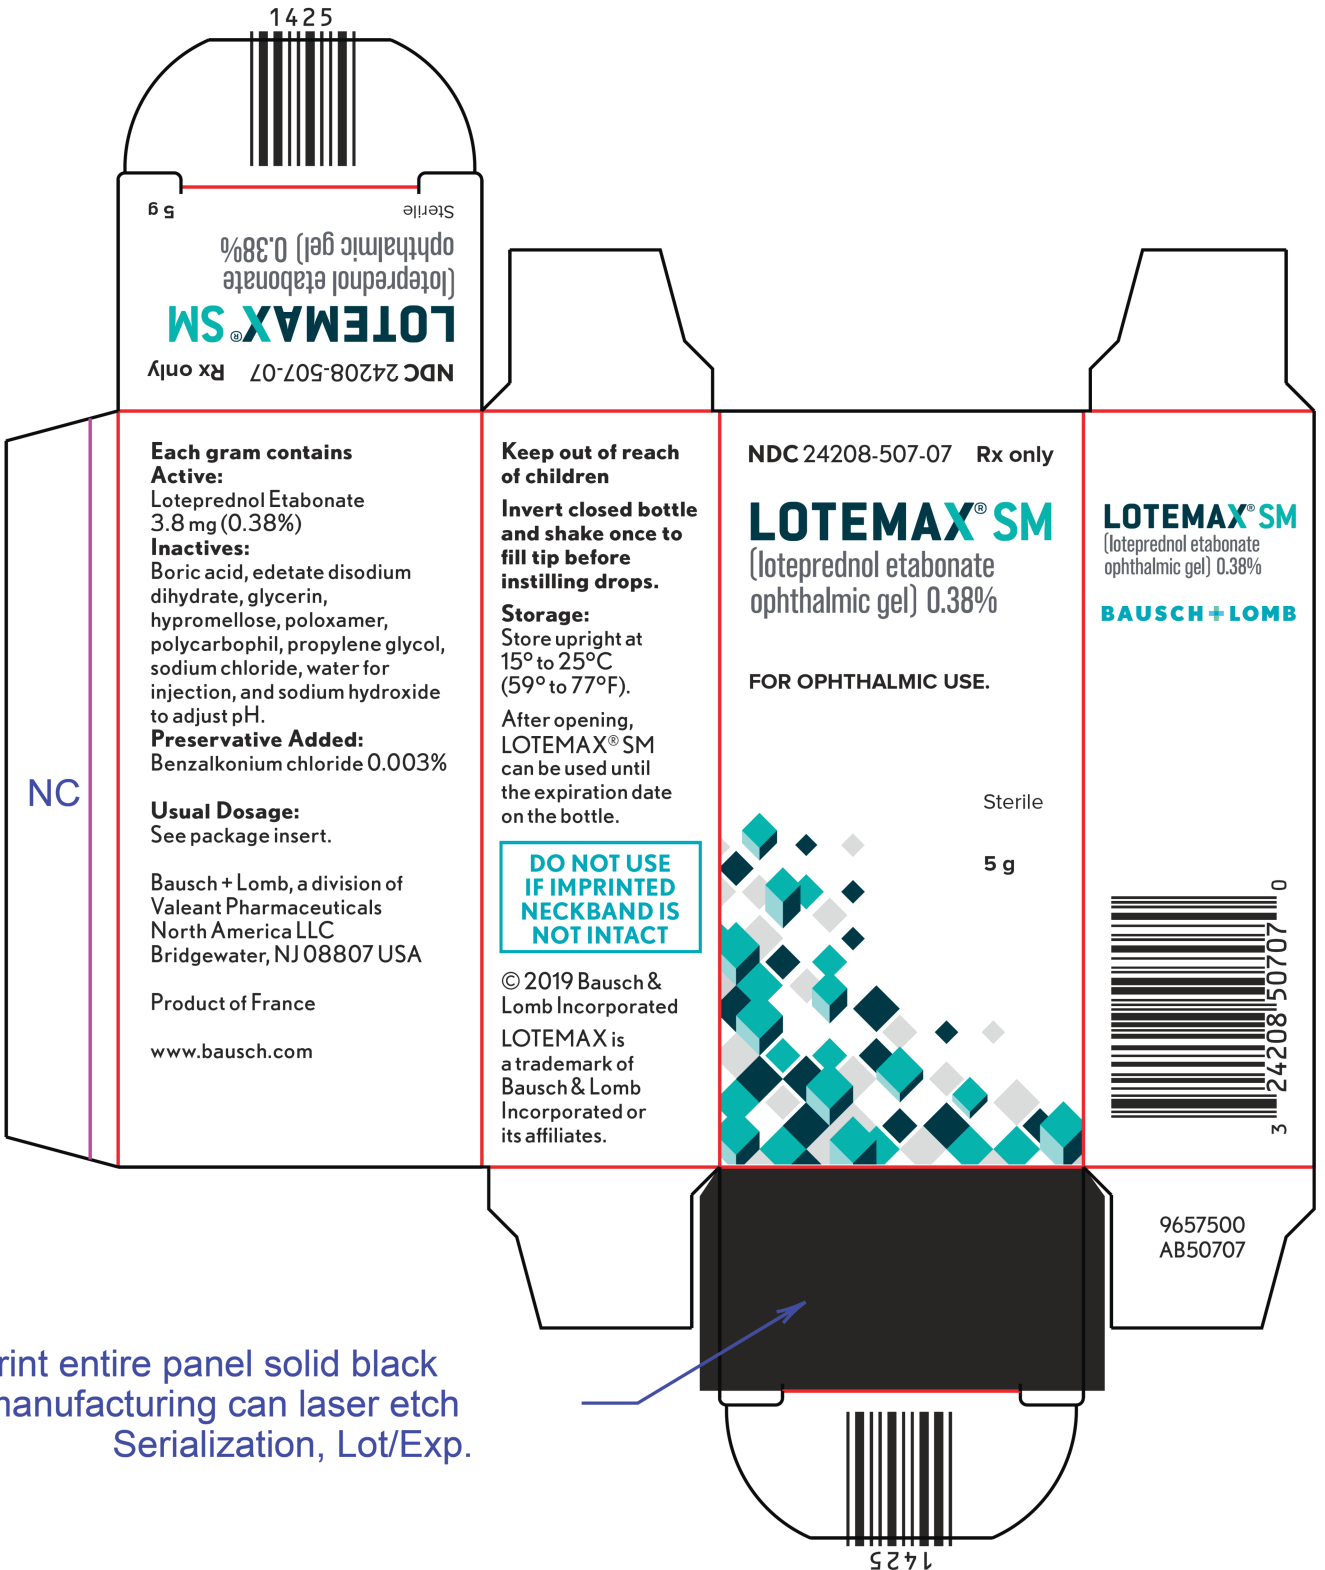 1425
5 g
Sterile
(loteprednol etabonate
ophthalmic gel) 0.38%
LOTEMAX® SM
NDC 24208-507-07 Rx only
NC
Each gram contains
Active:
Loteprednol Etabonate
3.8 mg (0.38%)
Inactives:
Boric acid, edetate disodium
dihydrate, glycerin,
hypromellose, poloxamer,
polycarbophil, propylene glycol,
sodium chloride, water for
injection, and sodium hydroxide
to adjust pH.
Preservative Added:
Benzalkonium chloride 0.003%
Usual Dosage:
See package insert.
Bausch + Lomb, a division of
Valeant Pharmaceuticals
North America LLC
Bridgewater, NJ 08807 USA
Product of France
www.bausch.com
Keep out of reach
of children
Invert closed bottle
and shake once to
fill tip before
instilling drops.
Storage:
Store upright at
15° to 25°C
(59° to 77°F).
After opening,
LOTEMAX® SM
can be used until
the expiration date
on the bottle.
DO NOT USE
IF IMPRINTED
NECKBAND IS
NOT INTACT
© 2019 Bausch &
Lomb Incorporated
LOTEMAX is
a trademark of
Bausch & Lomb
Incorporated or
its affiliates.
NDC 24208-507-07 Rx only
LOTEMAX® SM
(loteprednol etabonate
ophthalmic gel) 0.38%
FOR OPHTHALMIC USE.
Sterile
5 g
LOTEMAX® SM
(loteprednol etabonate
ophthalmic gel) 0.38%
BAUSCH + LOMB
3 24208 50707 0
9657500
AB50707
entire panel solid black
can laser etch
Serialization, Lot/Exp.
1425